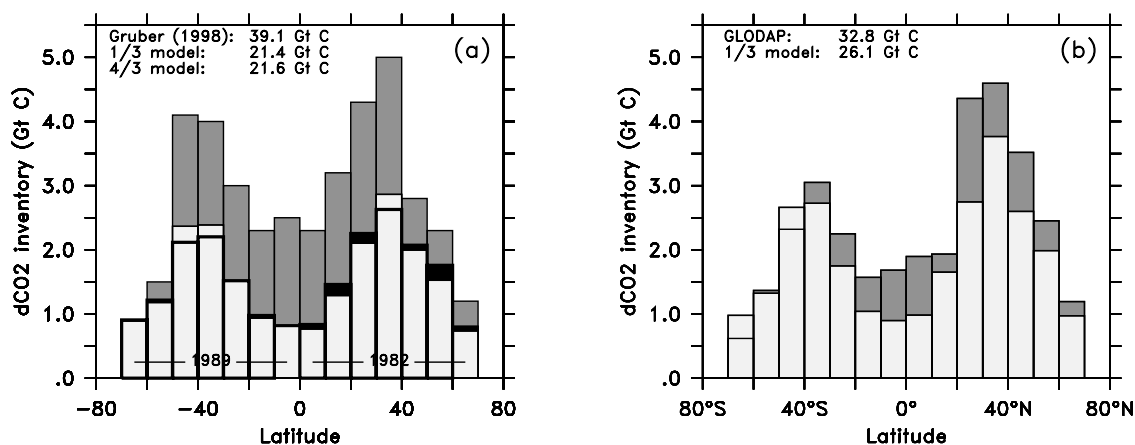 Gruber (1998): 39.1 Gt C
1/3 model: 21.4 Gt C
4/3 model: 21.6 Gt C
(a)
dCO2 inventory (Gt C)
5.0
4.0
3.0
2.0
1.0
.0
1989
1982
-80
-40
0
40
80
Latitude
GLODAP: 32.8 Gt C
1/3 model: 26.1 Gt C
(b)
dCO2 inventory (Gt C)
5.0
4.0
3.0
2.0
1.0
.0
80°S
40°S
0°
40°N
80°N
Latitude